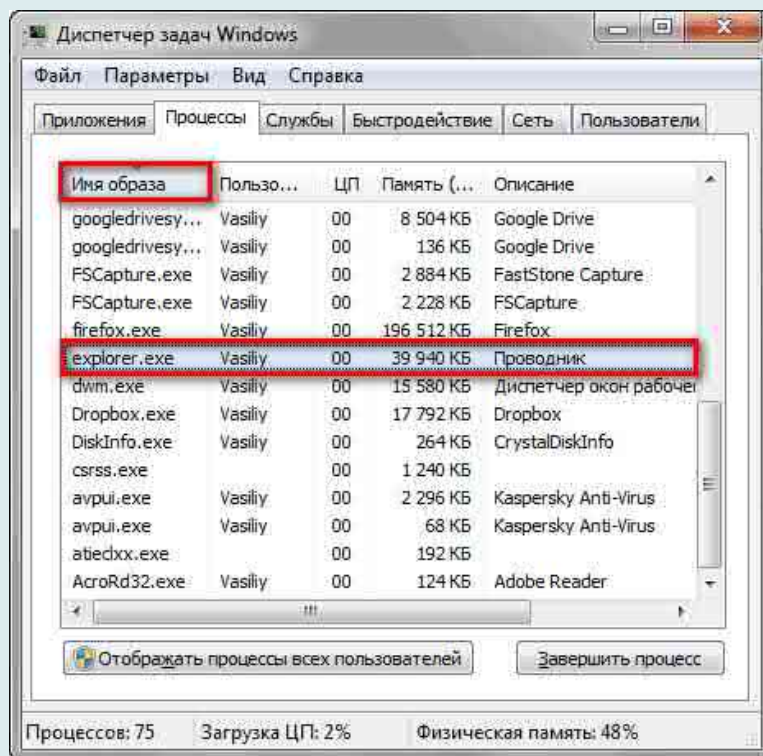 Диспетчер задач Windows
Файл Параметры Вид Справка
Приложения Процессы Службы Быстродействие Сеть Пользователи
Имя образа Пользо... ЦП Память (... Описание
googledrivesy... Vasiliy 00 8 504 КБ Google Drive
googledrivesy... Vasiliy 00 136 КБ Google Drive
FSCapture.exe Vasiliy 00 2 884 КБ FastStone Capture
FSCapture.exe Vasiliy 00 2 228 КБ FSCapture
firefox.exe Vasiliy 00 196 512 КБ Firefox
explorer.exe Vasiliy 00 39 940 КБ Проводник
dwm.exe Vasiliy 00 15 580 КБ Диспетчер окон рабочег
Dropbox.exe Vasiliy 00 17 792 КБ Dropbox
DiskInfo.exe Vasiliy 00 264 КБ CrystalDiskInfo
csrss.exe 00 1 240 КБ
avpui.exe Vasiliy 00 2 296 КБ Kaspersky Anti-Virus
avpui.exe Vasiliy 00 68 КБ Kaspersky Anti-Virus
atieclxx.exe 00 192 КБ
AcroRd32.exe Vasiliy 00 124 КБ Adobe Reader
Отображать процессы всех пользователей Завершить процесс
Процессов: 75 Загрузка ЦП: 2% Физическая память: 48%